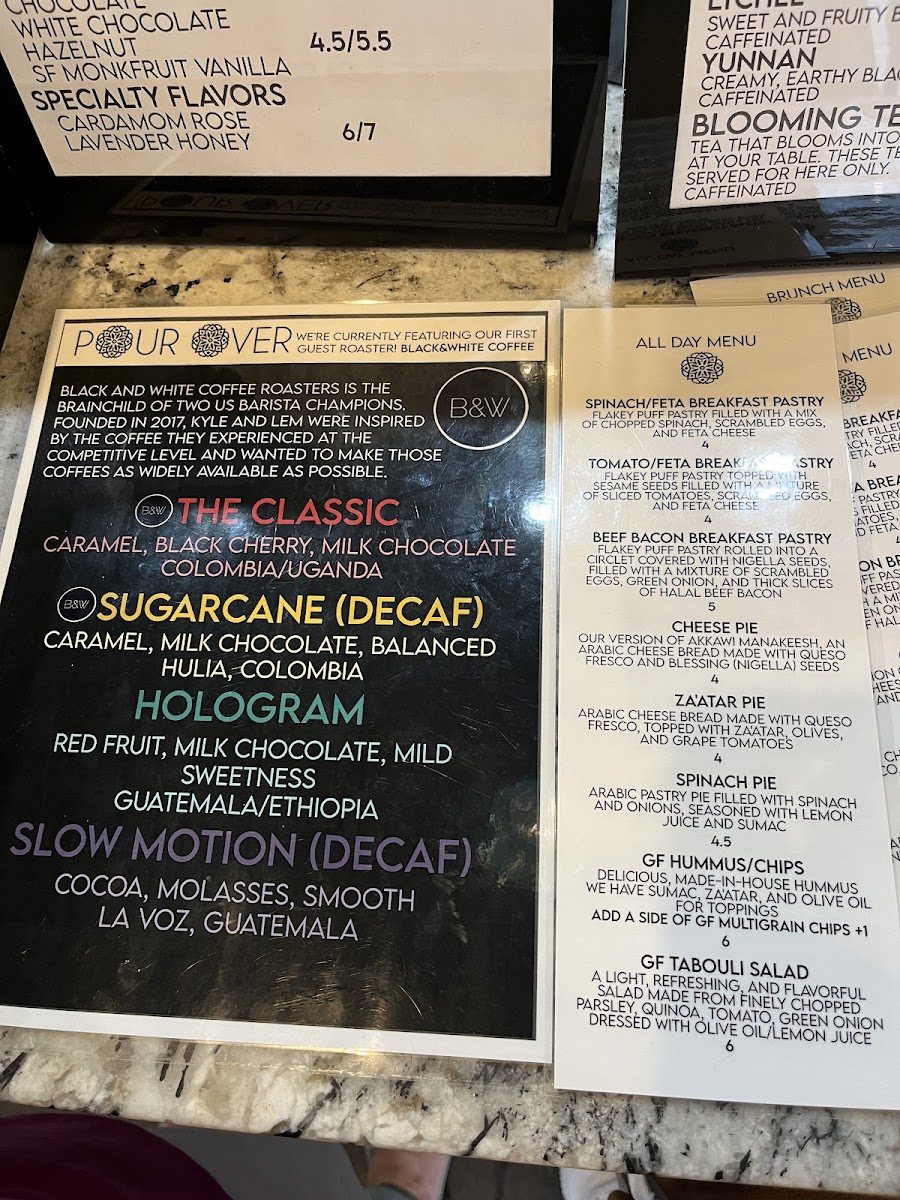 CHOCOLATE
WHITE CHOCOLATE
HAZELNUT
4.5/5.5
SF MONKFRUIT VANILLA
SPECIALTY FLAVORS
CARDAMOM ROSE
LAVENDER HONEY
6/7
LYCHEE
SWEET AND FRUITY
CAFFEINATED
YUNNAN
CREAMY, EARTHY
CAFFEINATED
BLOOMING
TEA THAT BLOOMS INTO
AT YOUR TABLE. THESE
SERVED FOR HERE ONLY.
CAFFEINATED
POUR OVER
WE'RE CURRENTLY FEATURING OUR FIRST
GUEST ROASTER! BLACK&WHITE COFFEE
BLACK AND WHITE COFFEE ROASTERS IS THE
BRAINCHILD OF TWO US BARISTA CHAMPIONS.
FOUNDED IN 2017, KYLE AND LEM WERE INSPIRED
BY THE COFFEE THEY EXPERIENCED AT THE
COMPETITIVE LEVEL AND WANTED TO MAKE THOSE
COFFEES AS WIDELY AVAILABLE AS POSSIBLE.
B&W
B&W THE CLASSIC
CARAMEL, BLACK CHERRY, MILK CHOCOLATE
COLOMBIA/UGANDA
B&W SUGARCANE (DECAF)
CARAMEL, MILK CHOCOLATE, BALANCED
HULIA, COLOMBIA
HOLOGRAM
RED FRUIT, MILK CHOCOLATE, MILD
SWEETNESS
GUATEMALA/ETHIOPIA
SLOW MOTION (DECAF)
COCOA, MOLASSES, SMOOTH
LA VOZ, GUATEMALA
ALL DAY MENU
SPINACH/FETA BREAKFAST PASTRY
FLAKEY PUFF PASTRY FILLED WITH A MIX
OF CHOPPED SPINACH, SCRAMBLED EGGS,
AND FETA CHEESE
4
TOMATO/FETA BREAKFAST PASTRY
FLAKEY PUFF PASTRY TOPPED WITH
SESAME SEEDS FILLED WITH A MIXTURE
OF SLICED TOMATOES, SCRAMBLED EGGS,
AND FETA CHEESE
4
BEEF BACON BREAKFAST PASTRY
FLAKEY PUFF PASTRY ROLLED INTO A
CIRCLET COVERED WITH NIGELLA SEEDS,
FILLED WITH A MIXTURE OF SCRAMBLED
EGGS, GREEN ONION, AND THICK SLICES
OF HALAL BEEF BACON
5
CHEESE PIE
OUR VERSION OF AKKAWI MANAKEESH, AN
ARABIC CHEESE BREAD MADE WITH QUESO
FRESCO AND BLESSING (NIGELLA) SEEDS
4
ZA'ATAR PIE
ARABIC CHEESE BREAD MADE WITH QUESO
FRESCO, TOPPED WITH ZA'ATAR, OLIVES,
AND GRAPE TOMATOES
4
SPINACH PIE
ARABIC PASTRY PIE FILLED WITH SPINACH
AND ONIONS, SEASONED WITH LEMON
JUICE AND SUMAC
4.5
GF HUMMUS/CHIPS
DELICIOUS, MADE-IN-HOUSE HUMMUS
WE HAVE SUMAC, ZA'ATAR, AND OLIVE OIL
FOR TOPPINGS
ADD A SIDE OF GF MULTIGRAIN CHIPS +1
6
GF TABOULI SALAD
A LIGHT, REFRESHING, AND FLAVORFUL
SALAD MADE FROM FINELY CHOPPED
PARSLEY, QUINOA, TOMATO, GREEN ONION
DRESSED WITH OLIVE OIL/LEMON JUICE
6
BRUNCH MENU
MENU